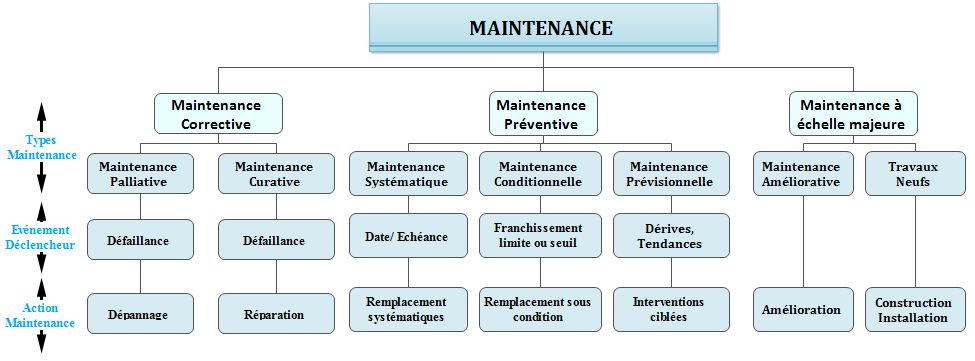 MAINTENANCE
Maintenance
Corrective
Maintenance
Préventive
Maintenance à
échelle majeure
Types
Maintenance
Maintenance
Palliative
Maintenance
Curative
Maintenance
Systématique
Maintenance
Conditionnelle
Maintenance
Prévisionnelle
Maintenance
Améliorative
Travaux
Neufs
Evénement
Déclencheur
Défaillance
Défaillance
Date/ Echéance
Franchissement
limite ou seuil
Dérives,
Tendances
Action
Maintenance
Dépannage
Réparation
Remplacement
systématiques
Remplacement sous
condition
Interventions
ciblées
Amélioration
Construction
Installation